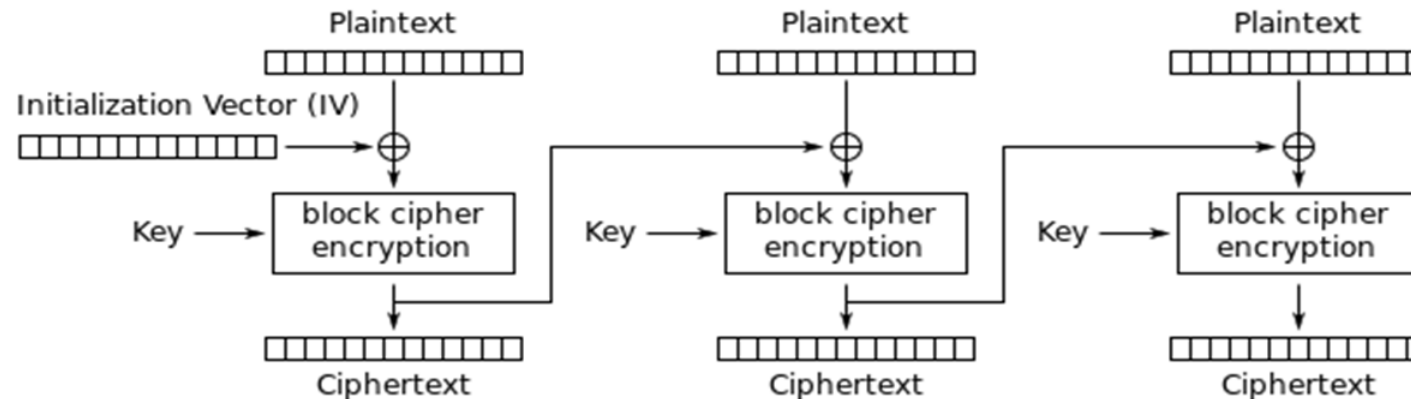 Plaintext
Plaintext
Plaintext
Initialization Vector (IV)
Key
block cipher
encryption
Key
block cipher
encryption
Key
block cipher
encryption
Ciphertext
Ciphertext
Ciphertext